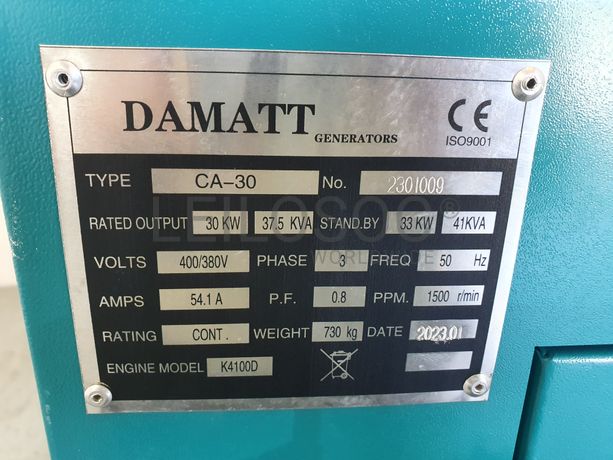 DAMATT GENERATORS
CE
ISO9001
TYPE CA-30 No. 2301009
RATED OUTPUT 30 KW 37.5 KVA STAND.BY 33 KW 41KVA
LEILOSOC®
WORLDWIDE
VOLTS 400/380V PHASE 3 FREQ 50 Hz
AMPS 54.1 A P.F. 0.8 PPM. 1500 r/min
RATING CONT. WEIGHT 730 kg DATE 2023.01
ENGINE MODEL K4100D